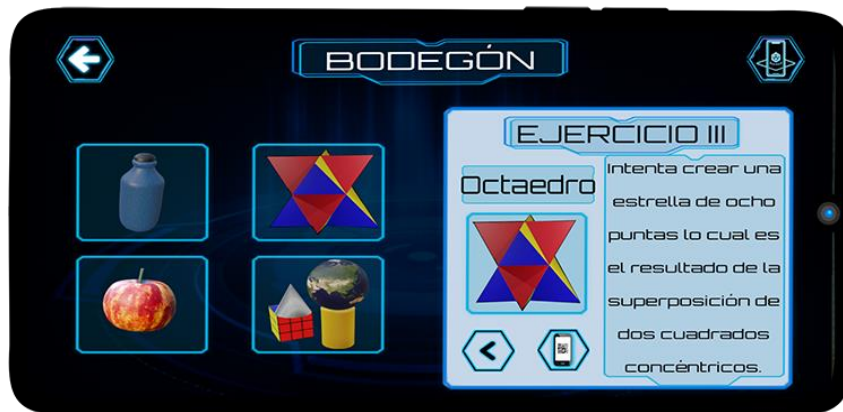 BODEGÓN
EJERCICIO III
Octaedro
Intenta crear una
estrella de ocho
puntas lo cual es
el resultado de la
superposición de
dos cuadrados
concéntricos.